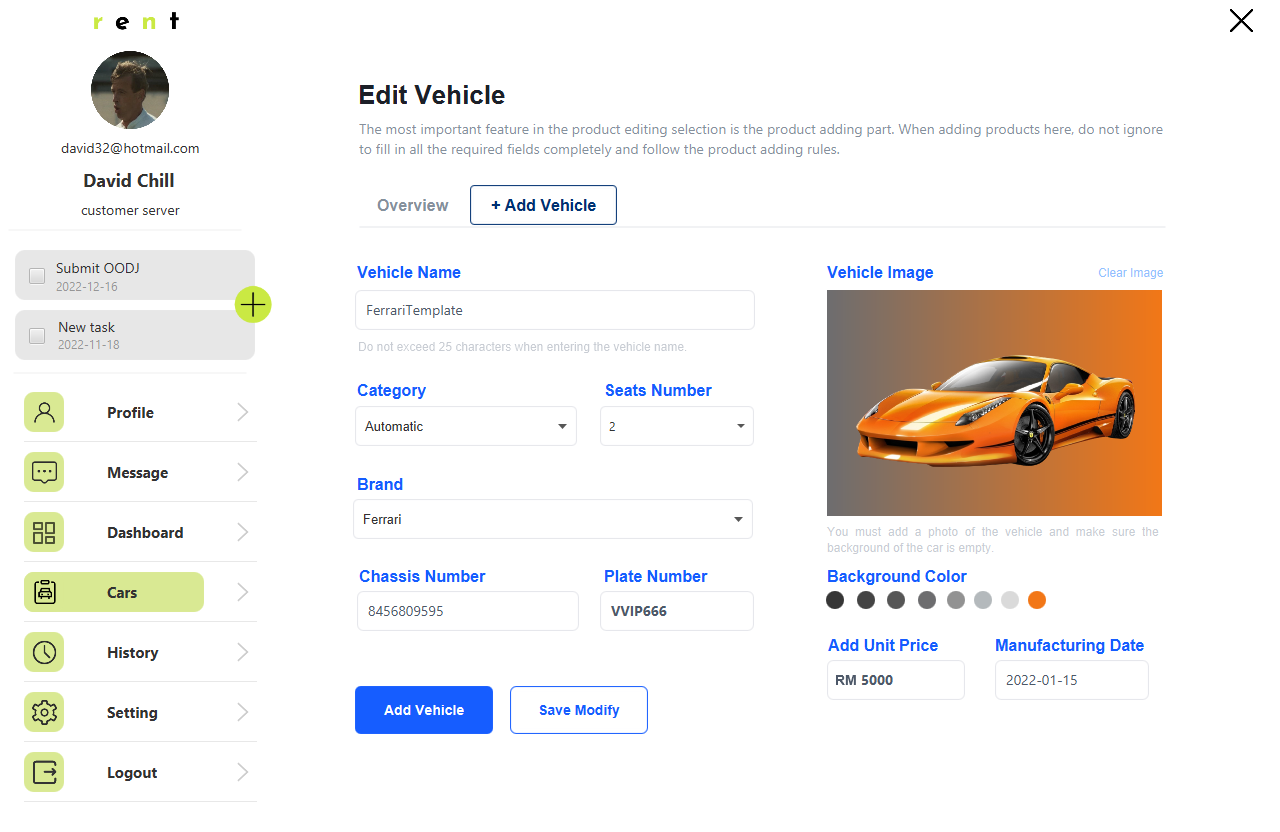 rent
david32@hotmail.com
David Chill
customer server
Submit OODJ
2022-12-16
New task
2022-11-18
Profile
Message
Dashboard
Cars
History
Setting
Logout
Edit Vehicle
The most important feature in the product editing selection is the product adding part. When adding products here, do not ignore
to fill in all the required fields completely and follow the product adding rules.
Overview
+ Add Vehicle
Vehicle Name
FerrariTemplate
Do not exceed 25 characters when entering the vehicle name.
Category
Seats Number
Automatic
2
Brand
Ferrari
Chassis Number
Plate Number
8456809595
VVIP666
Add Vehicle
Save Modify
Vehicle Image
Clear Image
You must add a photo of the vehicle and make sure the
background of the car is empty.
Background Color
Add Unit Price
Manufacturing Date
RM 5000
2022-01-15